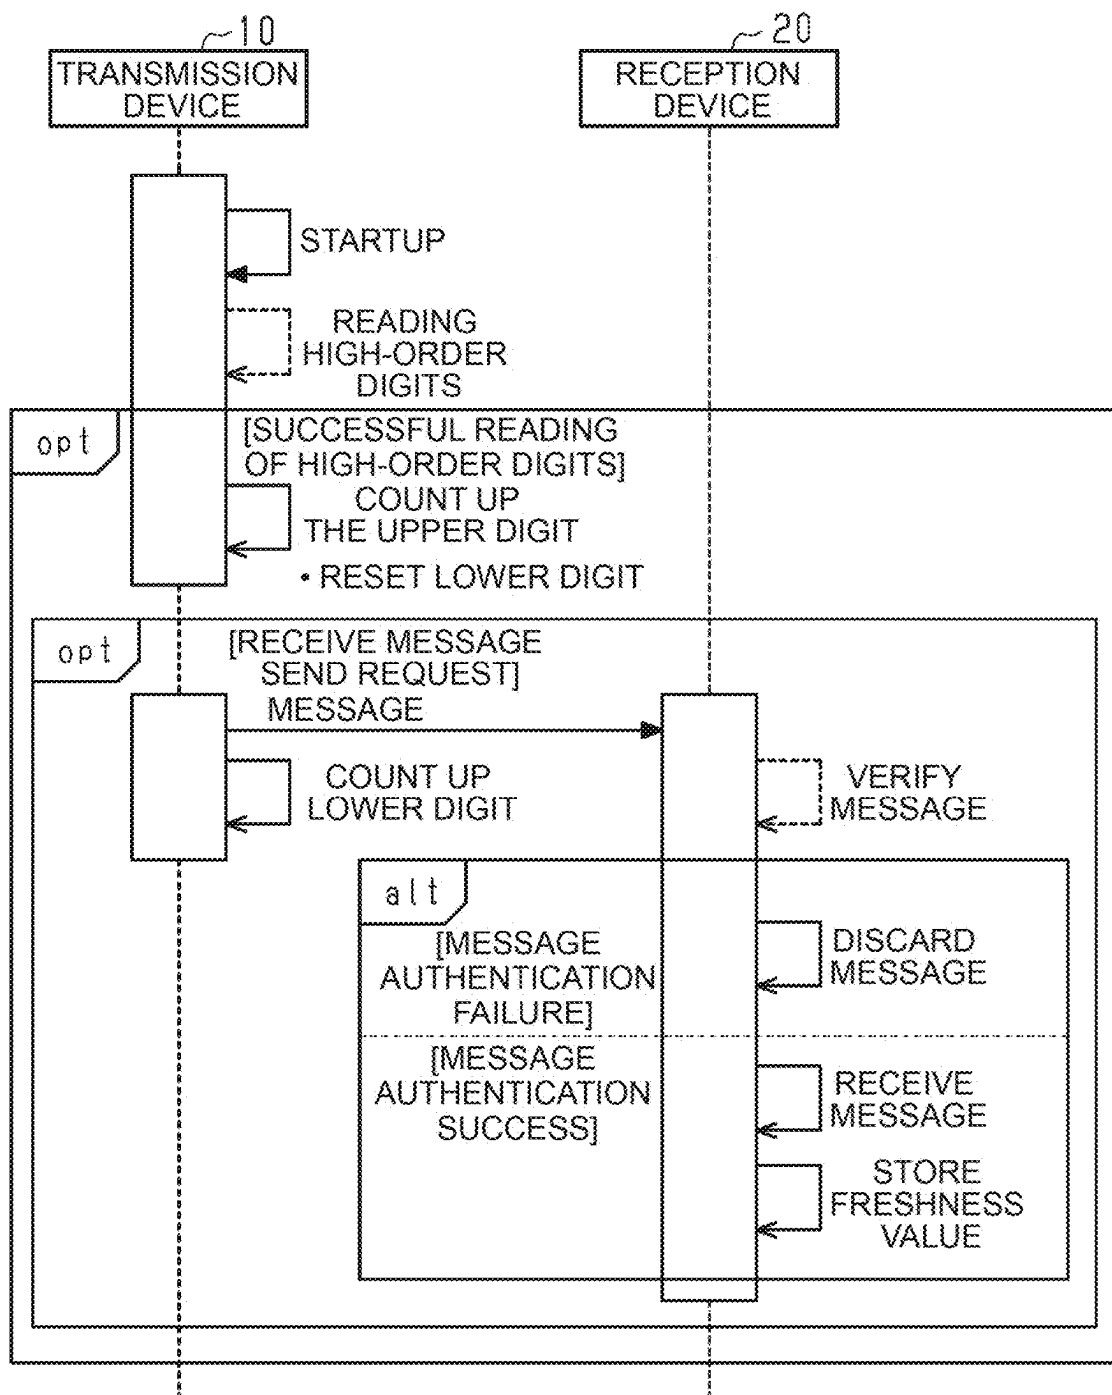 10
20
TRANSMISSION
DEVICE
RECEPTION
DEVICE
STARTUP
READING
HIGH-ORDER
DIGITS
opt
[SUCCESSFUL READING
OF HIGH-ORDER DIGITS]
COUNT UP
THE UPPER DIGIT
• RESET LOWER DIGIT
opt
[RECEIVE MESSAGE
SEND REQUEST]
MESSAGE
COUNT UP
LOWER DIGIT
VERIFY
MESSAGE
alt
[MESSAGE
AUTHENTICATION
FAILURE]
DISCARD
MESSAGE
[MESSAGE
AUTHENTICATION
SUCCESS]
RECEIVE
MESSAGE
STORE
FRESHNESS
VALUE